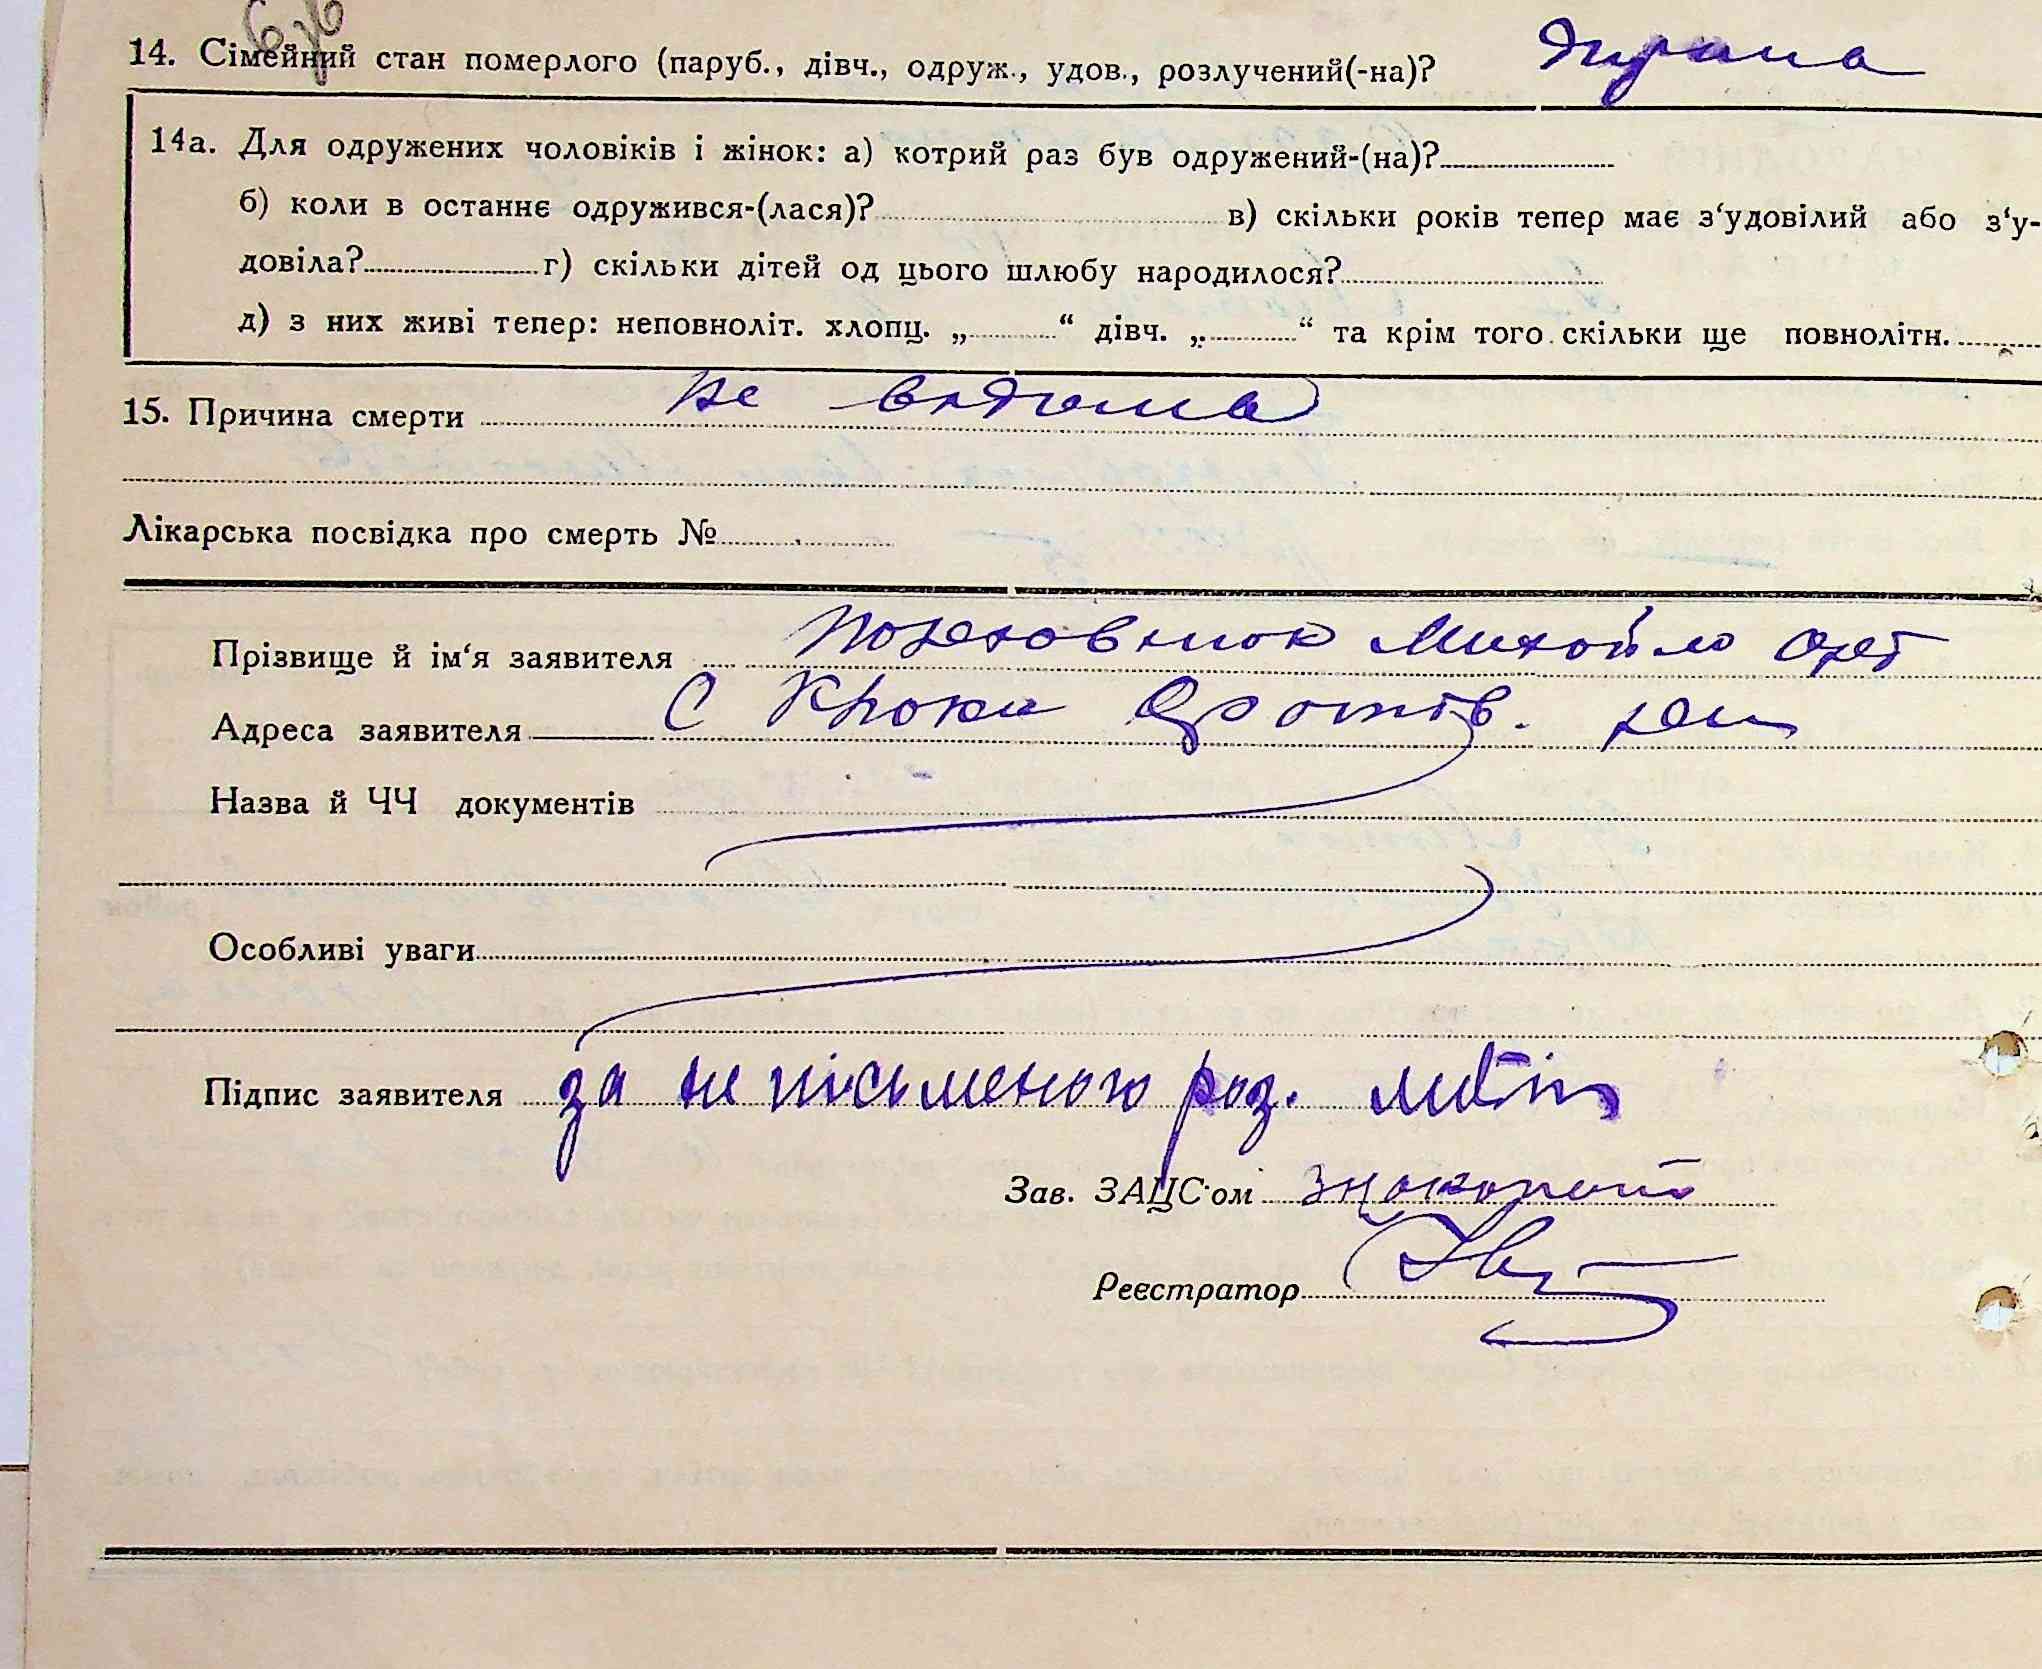 14. Сімейний стан померлого (паруб., дівч., одруж., удов., розлучений(-на)?
14а. Для одружених чоловіків і жінок: а) котрий раз був одружений-(на)?
б) коли в останнє одружився-(лася)? в) скільки років тепер має з‘удовілий або з‘у-
довіла? г) скільки дітей од цього шлюбу народилося?
д) з них живі тепер: неповноліт. хлопц. „ “ дівч. „ “ та крім того скільки ще повнолітн.
15. Причина смерти не відома
Лікарська посвідка про смерть №
Прізвище й ім‘я заявителя Михайло
Адреса заявителя С
Назва й ЧЧ документів
Особливі уваги
Підпис заявителя за не письменого роз.
Зав. ЗАЦС‘ом
Реєстратор